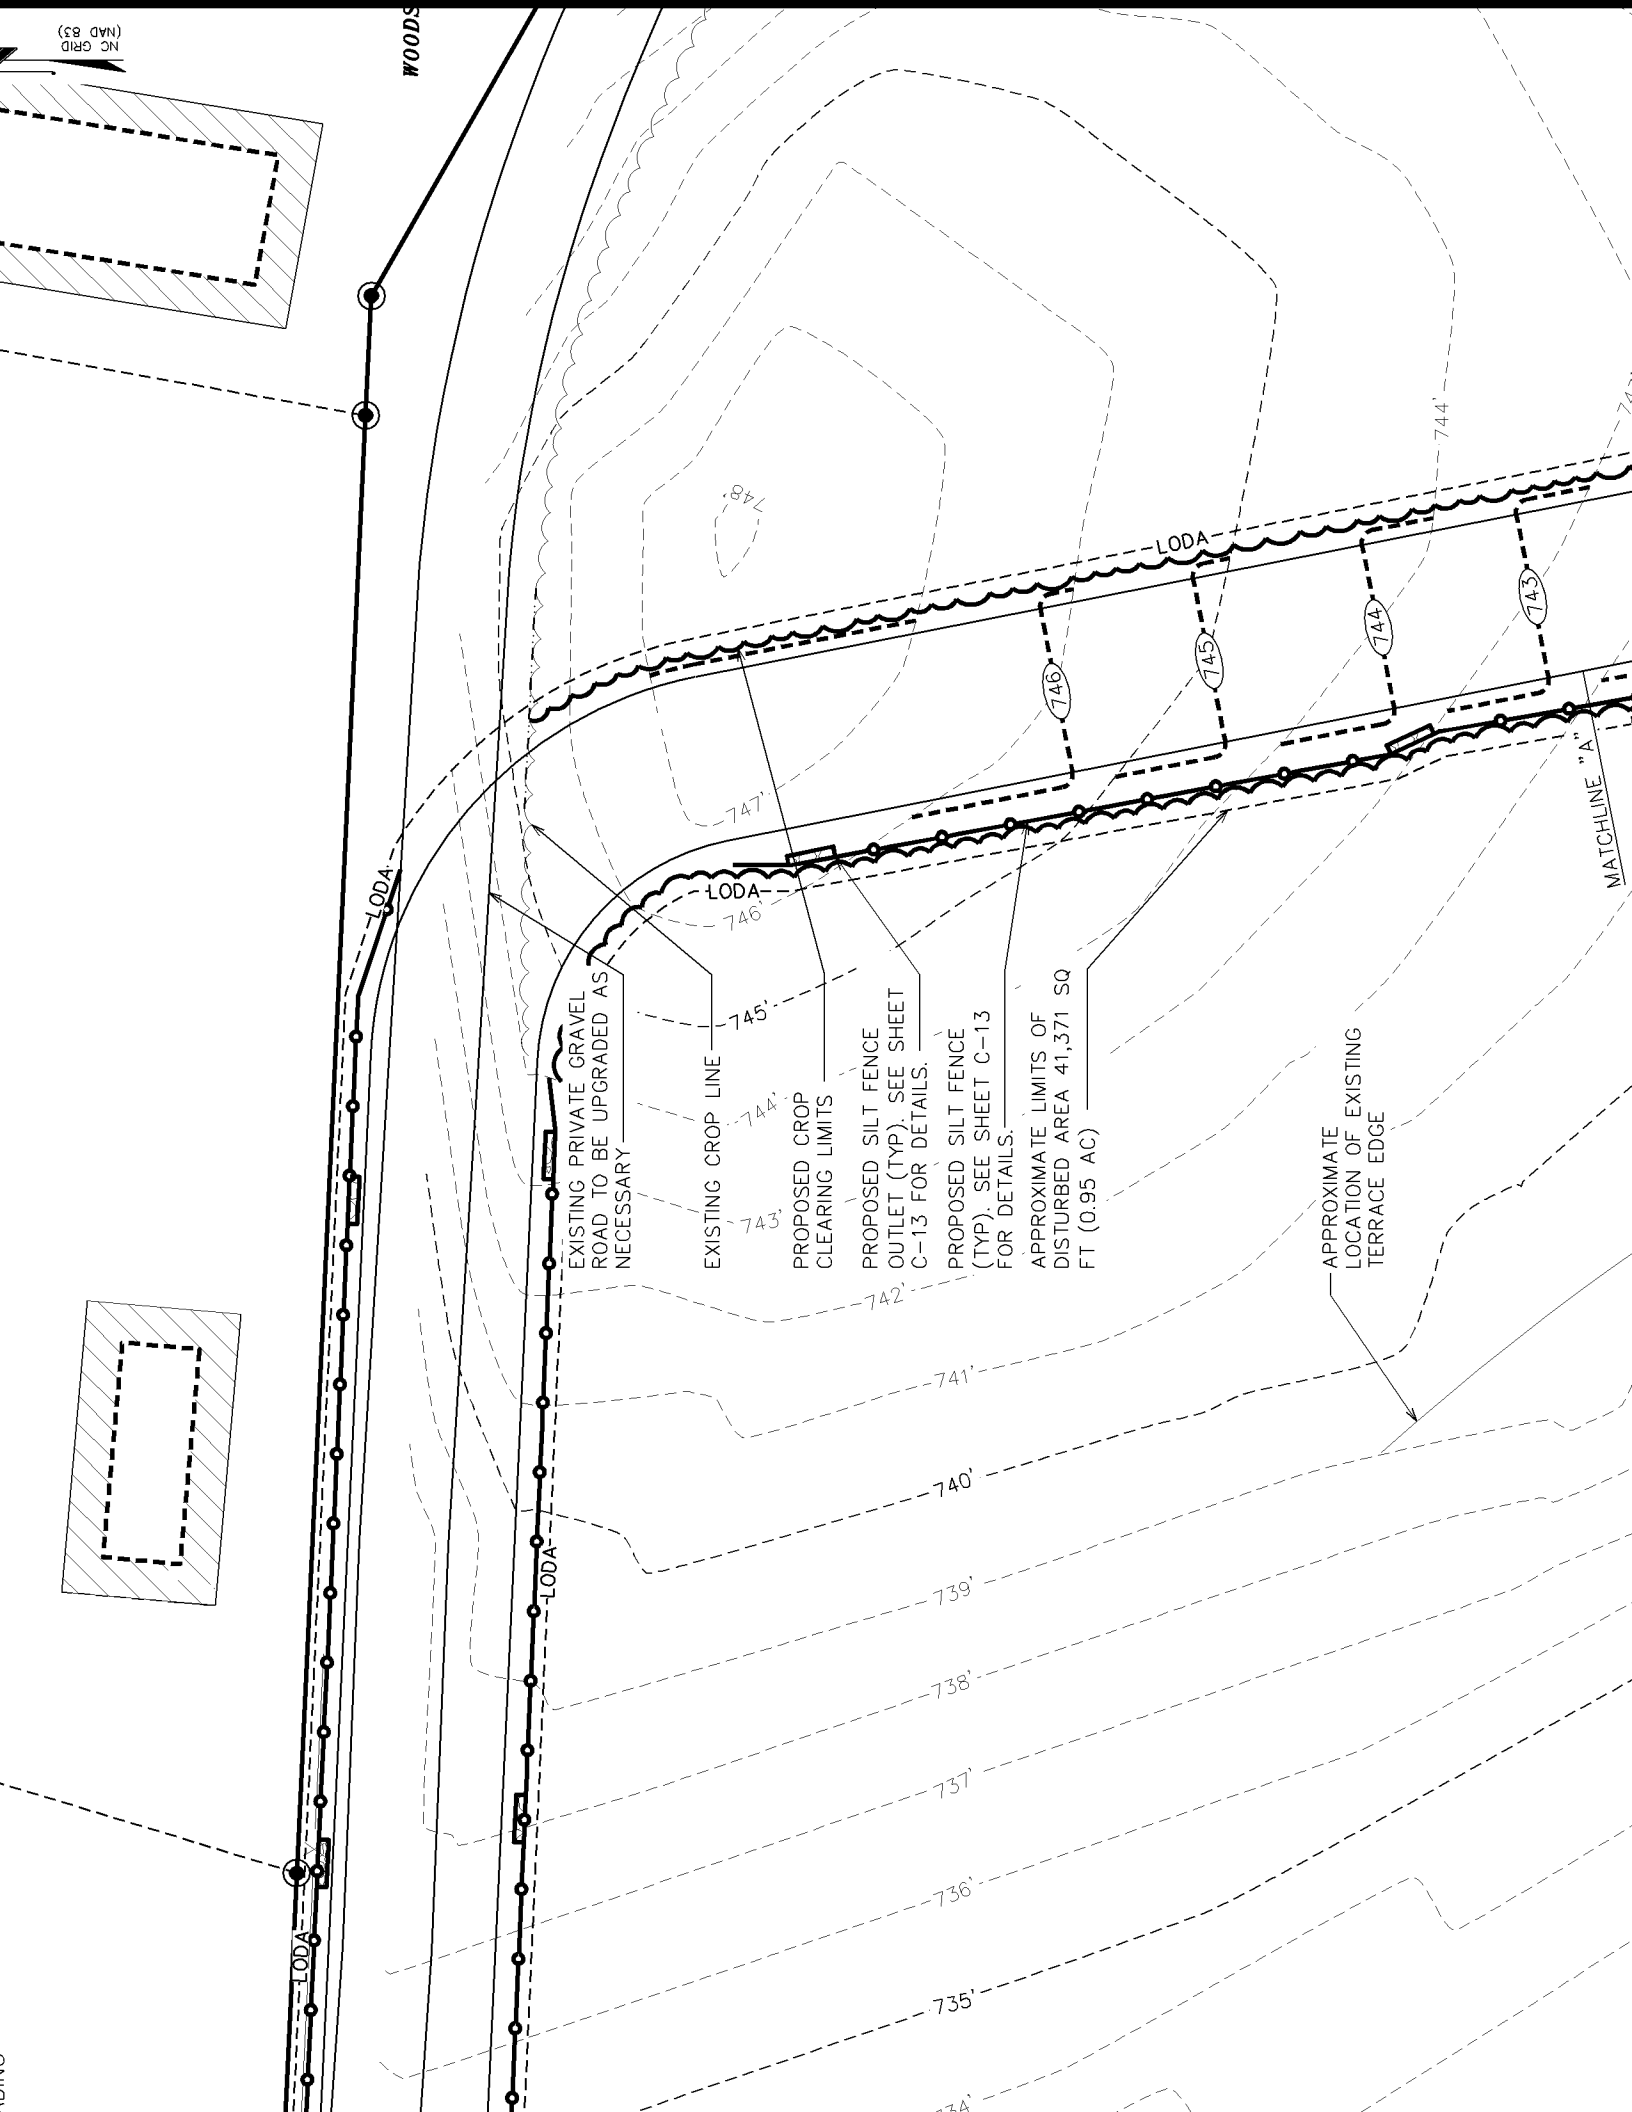 NC GRID
(NAD 83)
WOODS
748'
LODA
744'
746
745
744
743
747'
LODA
LODA
746'
MATCHLINE "A"
EXISTING PRIVATE GRAVEL
ROAD TO BE UPGRADED AS
NECESSARY
EXISTING CROP LINE
PROPOSED CROP
CLEARING LIMITS
PROPOSED SILT FENCE
OUTLET (TYP). SEE SHEET
C-13 FOR DETAILS.
PROPOSED SILT FENCE
(TYP). SEE SHEET C-13
FOR DETAILS.
APPROXIMATE LIMITS OF
DISTURBED AREA 41,371 SQ
FT (0.95 AC)
APPROXIMATE
LOCATION OF EXISTING
TERRACE EDGE
745'
744'
743'
742'
741'
740'
739'
738'
737'
736'
735'
LODA
LODA